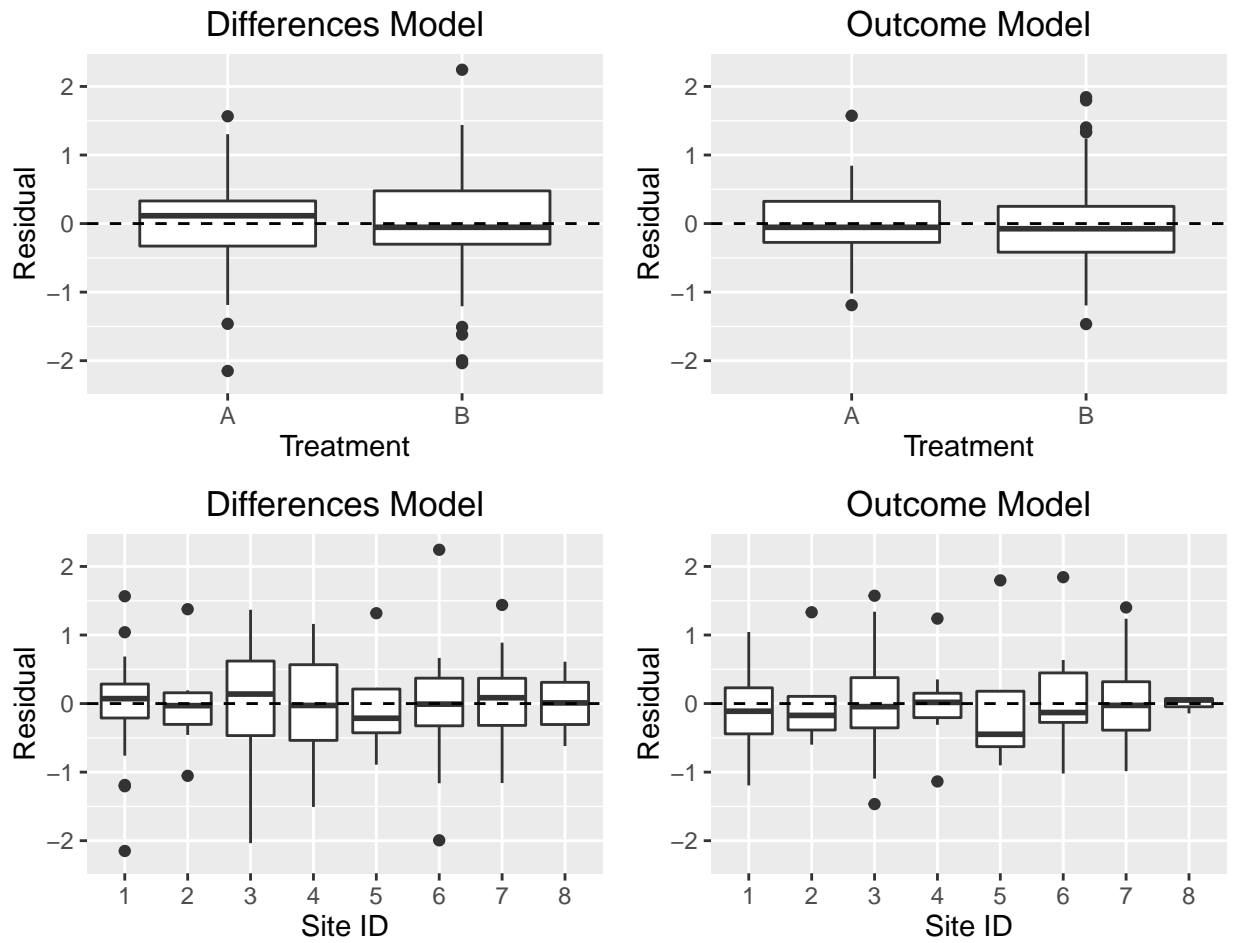 Differences Model
Residual
2
1
0
−1
−2
A B
Treatment
Outcome Model
Residual
2
1
0
−1
−2
A B
Treatment
Differences Model
Residual
2
1
0
−1
−2
1 2 3 4 5 6 7 8
Site ID
Outcome Model
Residual
2
1
0
−1
−2
1 2 3 4 5 6 7 8
Site ID